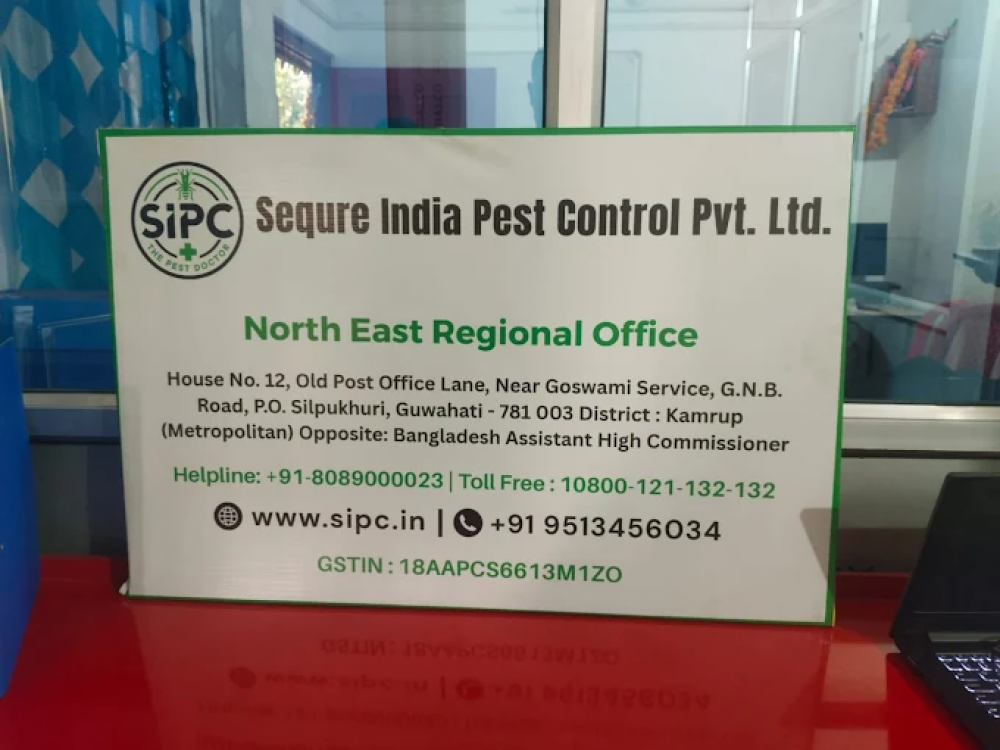 SiPC
THE PEST DOCTOR
Sequre India Pest Control Pvt. Ltd.
North East Regional Office
House No. 12, Old Post Office Lane, Near Goswami Service, G.N.B.
Road, P.O. Silpukhuri, Guwahati - 781 003 District : Kamrup
(Metropolitan) Opposite: Bangladesh Assistant High Commissioner
Helpline: +91-8089000023 | Toll Free : 10800-121-132-132
www.sipc.in | +91 9513456034
GSTIN : 18AAPCS6613M1ZO